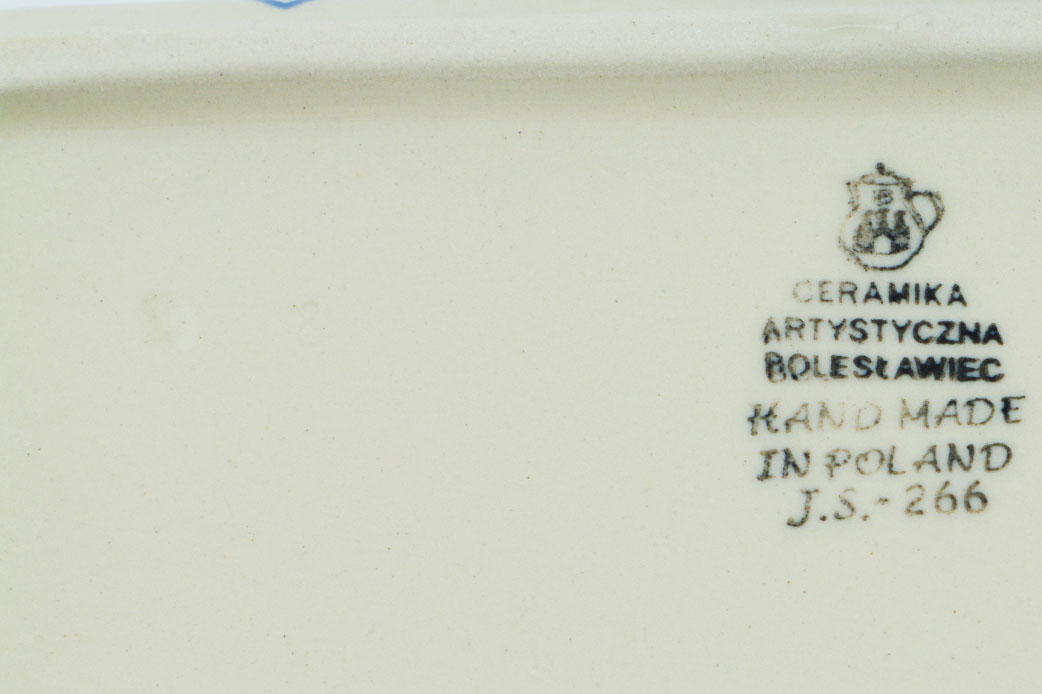 B
CERAMIKA
ARTYSTYCZNA
BOLESŁAWIEC
HAND MADE
IN POLAND
J.S.- 266